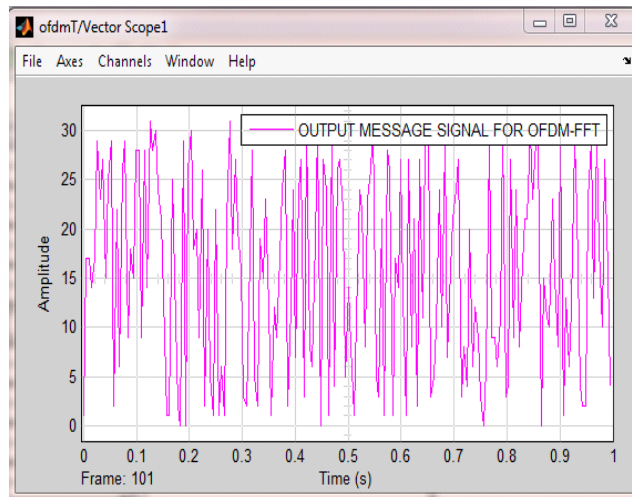 ofdmT/Vector Scope1
File Axes Channels Window Help
OUTPUT MESSAGE SIGNAL FOR OFDM-FFT
30
25
20
15
10
5
0
Amplitude
0 0.1 0.2 0.3 0.4 0.5 0.6 0.7 0.8 0.9 1
Frame: 101 Time (s)